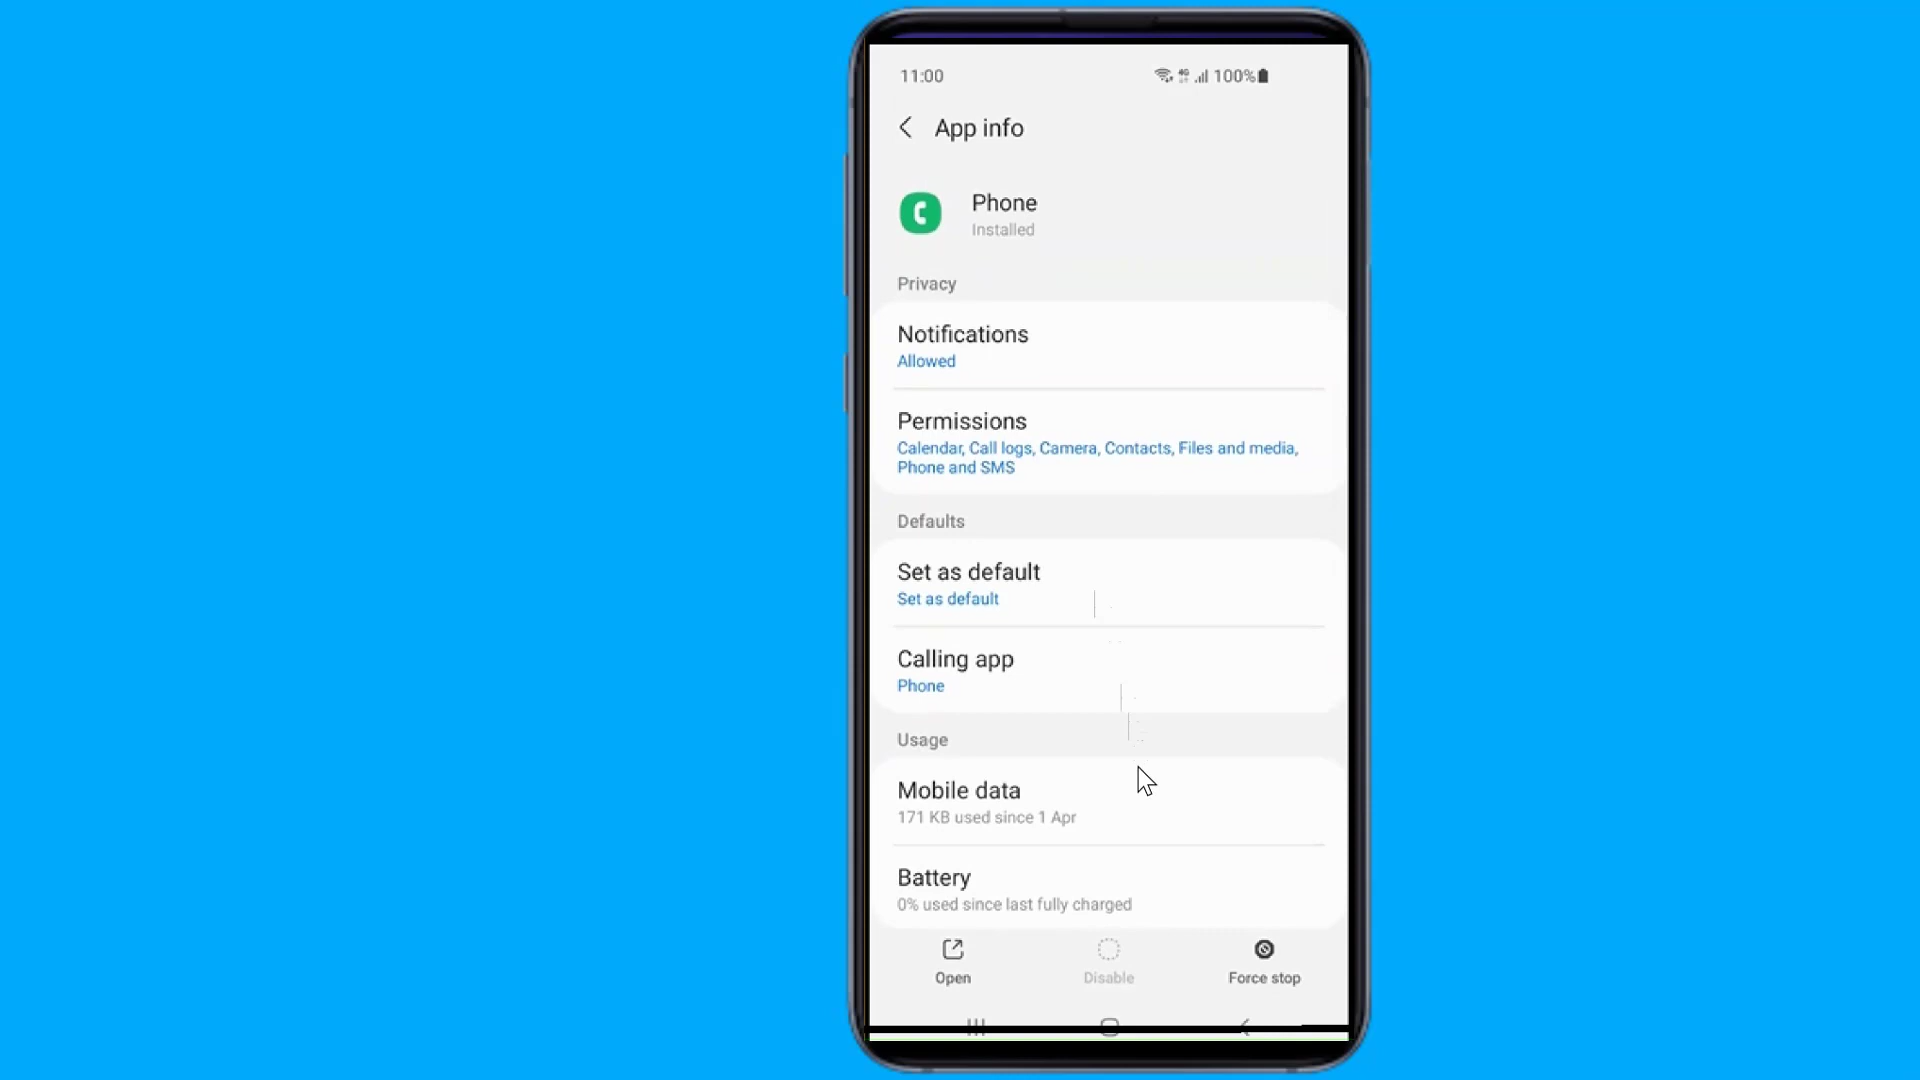 11:00 100%
App info
Phone
Installed
Privacy
Notifications
Allowed
Permissions
Calendar, Call logs, Camera, Contacts, Files and media,
Phone and SMS
Defaults
Set as default
Set as default
Calling app
Phone
Usage
Mobile data
171 KB used since 1 Apr
Battery
0% used since last fully charged
Open Disable Force stop